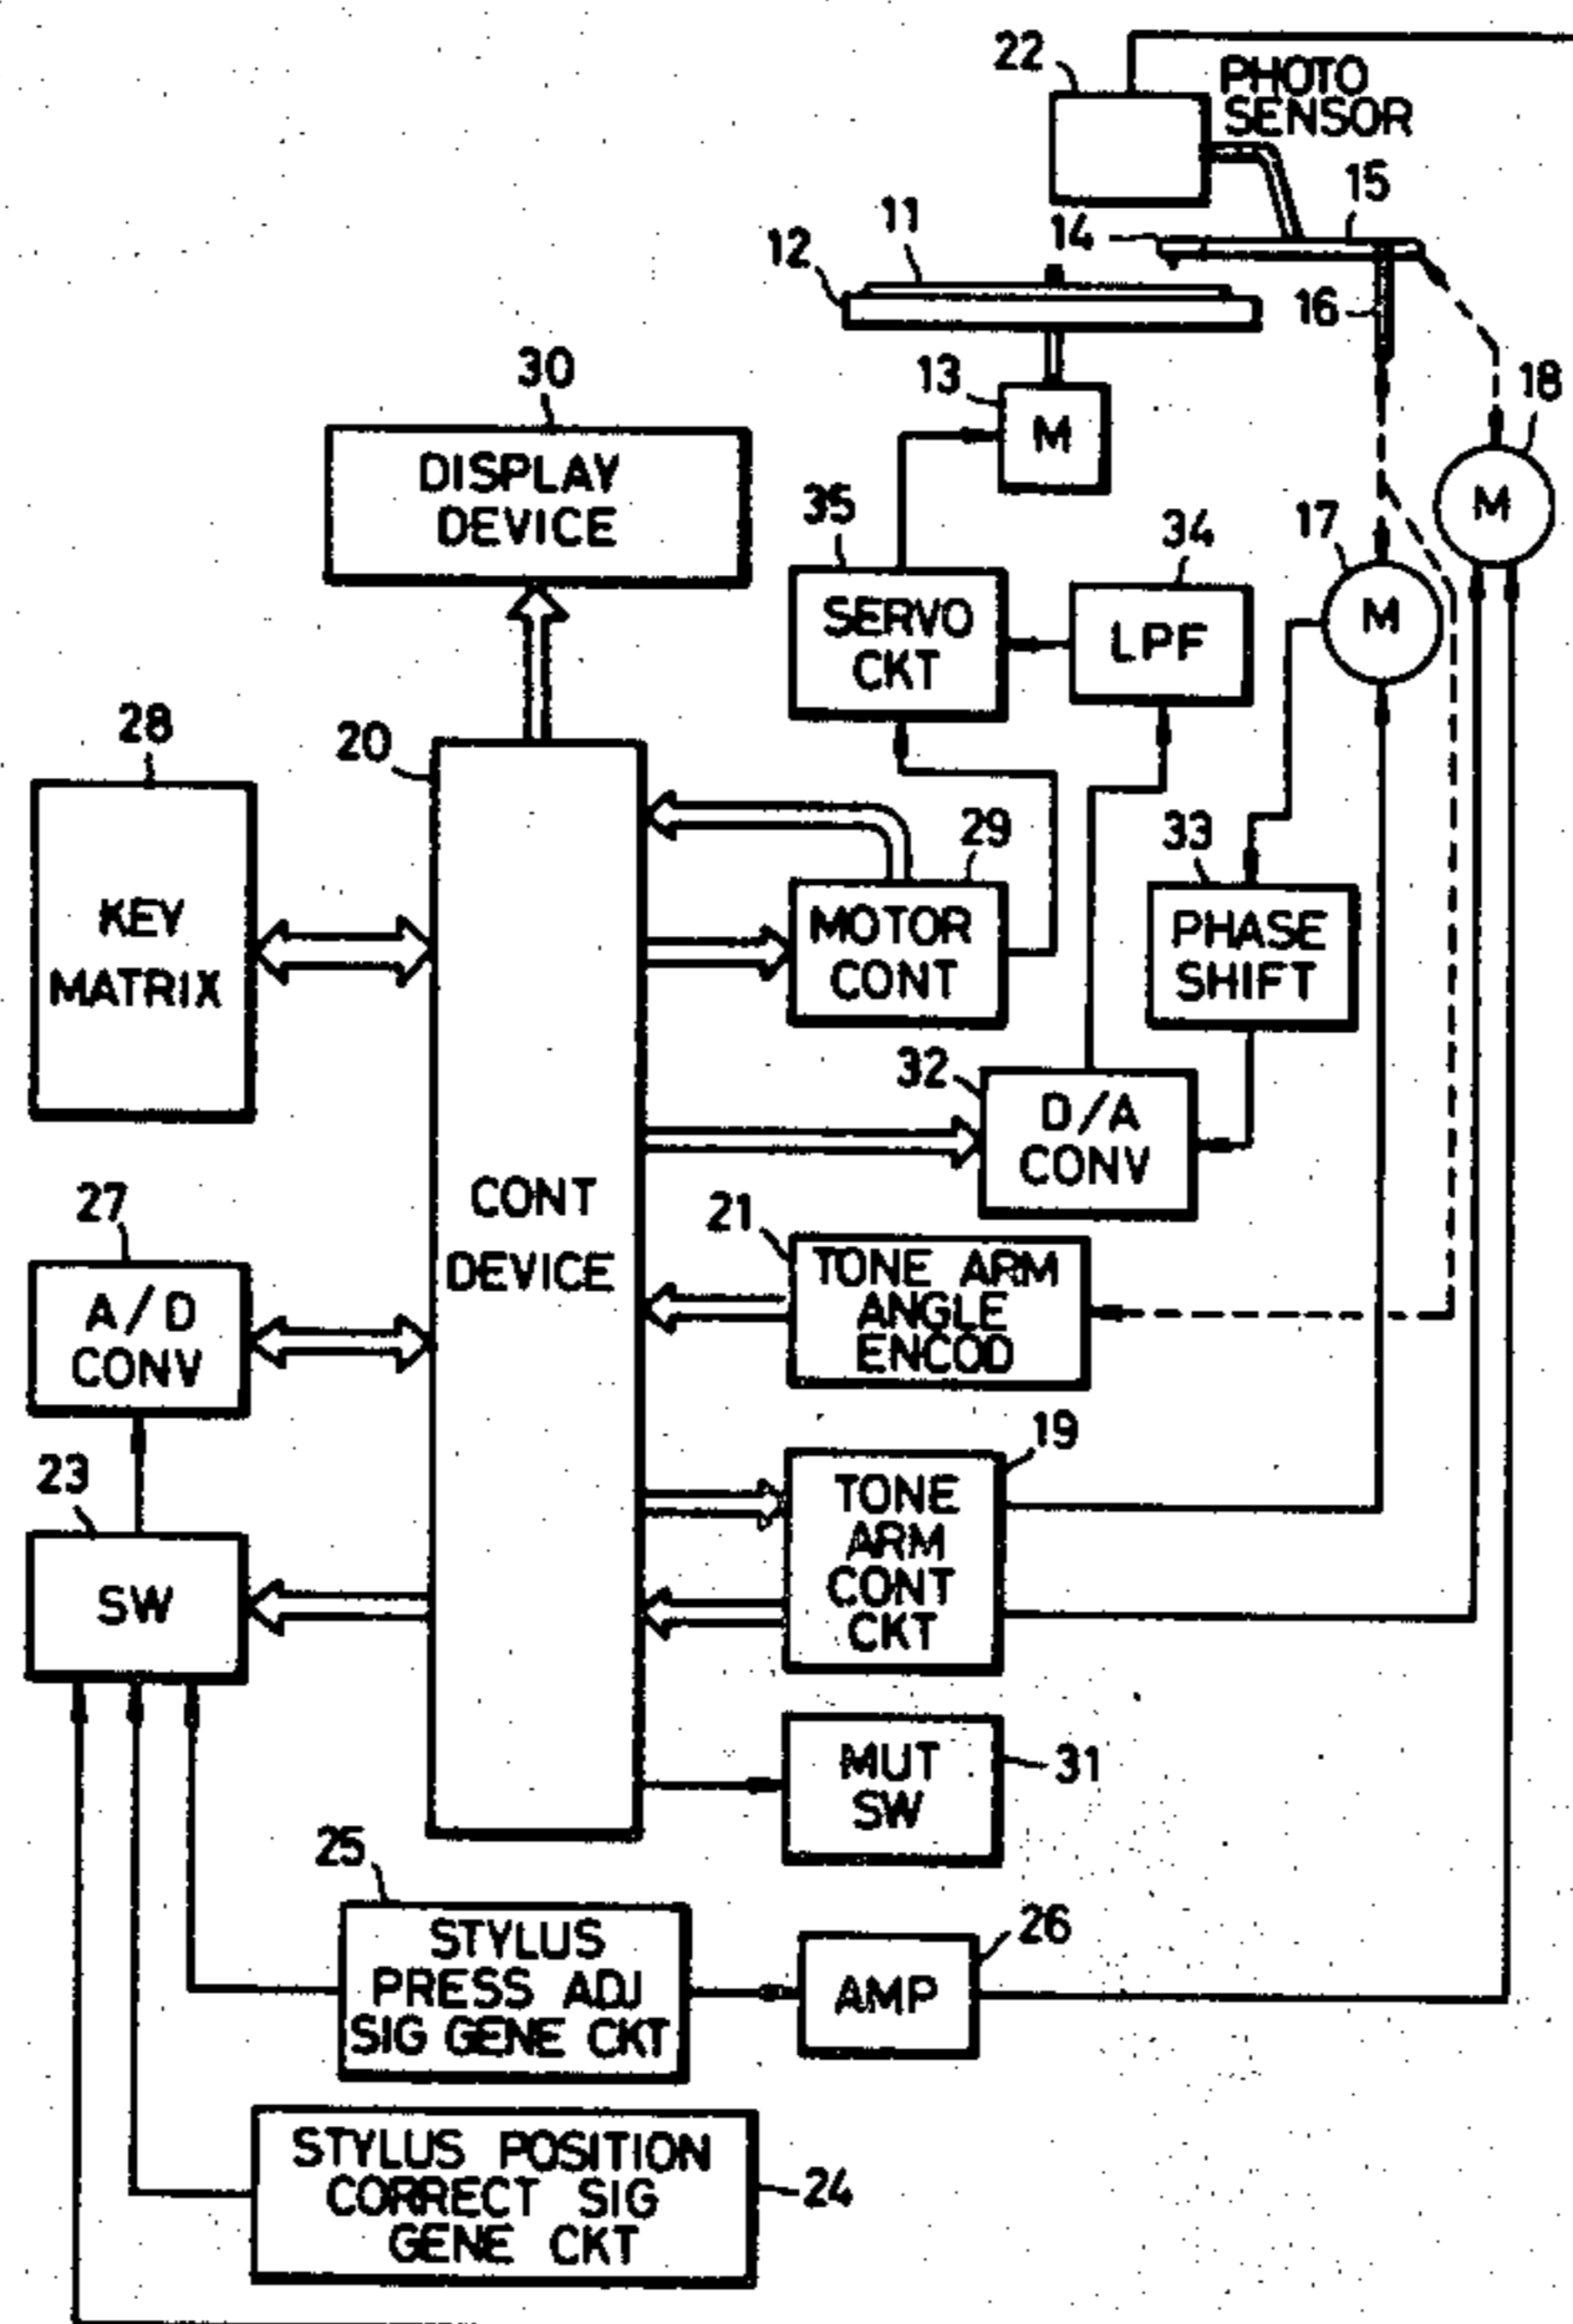 22
PHOTO
SENSOR
15
11
14
12
16
30
13
18
M
DISPLAY
DEVICE
35
34
17
M
M
SERVO
CKT
LPF
28
20
29
33
KEY
MATRIX
MOTOR
CONT
PHASE
SHIFT
32
D/A
CONV
CONT
DEVICE
27
21
A/D
CONV
TONE ARM
ANGLE
ENCOD
19
23
TONE
ARM
CONT
CKT
SW
MUT
SW
31
25
STYLUS
PRESS ADJ
SIG GENE CKT
26
AMP
STYLUS POSITION
CORRECT SIG
GENE CKT
24